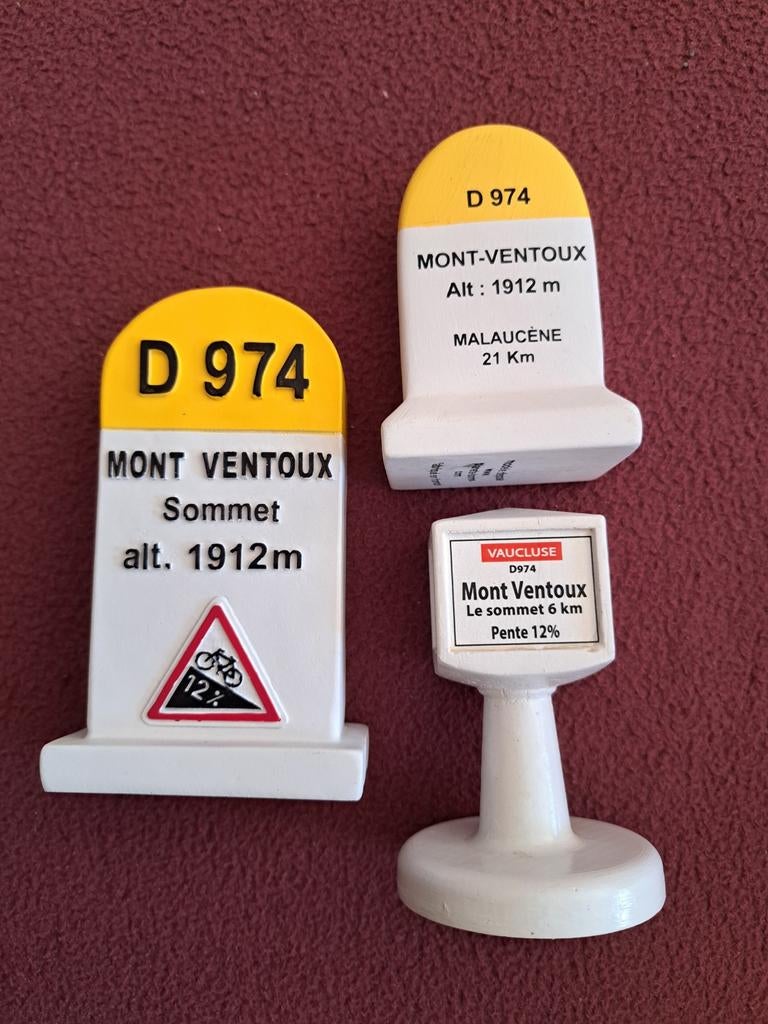 D 974
MONT VENTOUX
Sommet
alt. 1912m
12%
D 974
MONT-VENTOUX
Alt : 1912 m
MALAUCÈNE
21 Km
VAUCLUSE
D974
Mont Ventoux
Le sommet 6 km
Pente 12%